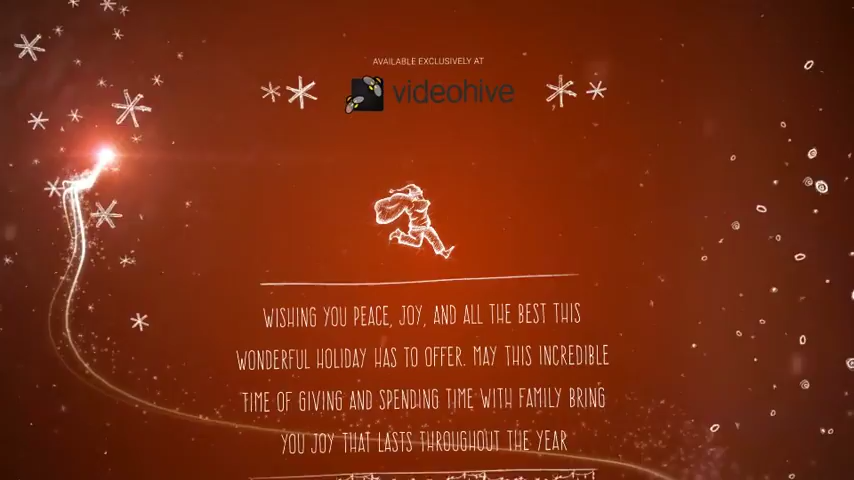 AVAILABLE EXCLUSIVELY AT
videohive
WISHING YOU PEACE, JOY, AND ALL THE BEST THIS
WONDERFUL HOLIDAY HAS TO OFFER. MAY THIS INCREDIBLE
TIME OF GIVING AND SPENDING TIME WITH FAMILY BRING
YOU JOY THAT LASTS THROUGHOUT THE YEAR